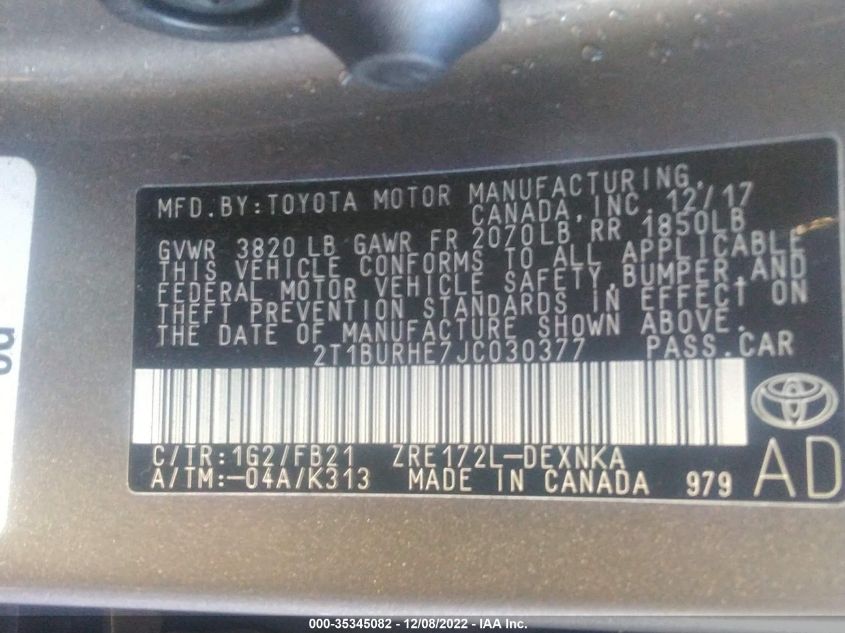 MFD.BY:TOYOTA MOTOR MANUFACTURING,
CANADA,INC. 12/17
GVWR 3820 LB GAWR FR 2070LB RR 1850LB
THIS VEHICLE CONFORMS TO ALL APPLICABLE
FEDERAL MOTOR VEHICLE SAFETY,BUMPER,AND
THEFT PREVENTION STANDARDS IN EFFECT ON
THE DATE OF MANUFACTURE SHOWN ABOVE.
2T1BURHE7JC030377 PASS.CAR
C/TR:1G2/FB21 ZRE172L-DEXNKA
A/TM:-04A/K313 MADE IN CANADA 979 AD
000-35345082 - 12/08/2022 - IAA Inc.